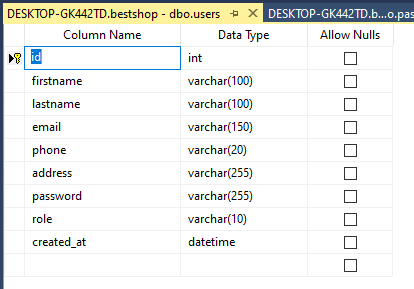 DESKTOP-GK442TD.bestshop - dbo.users DESKTOP-GK442TD.b...o.pas
Column Name Data Type Allow Nulls
id int
firstname varchar(100)
lastname varchar(100)
email varchar(150)
phone varchar(20)
address varchar(255)
password varchar(255)
role varchar(10)
created_at datetime